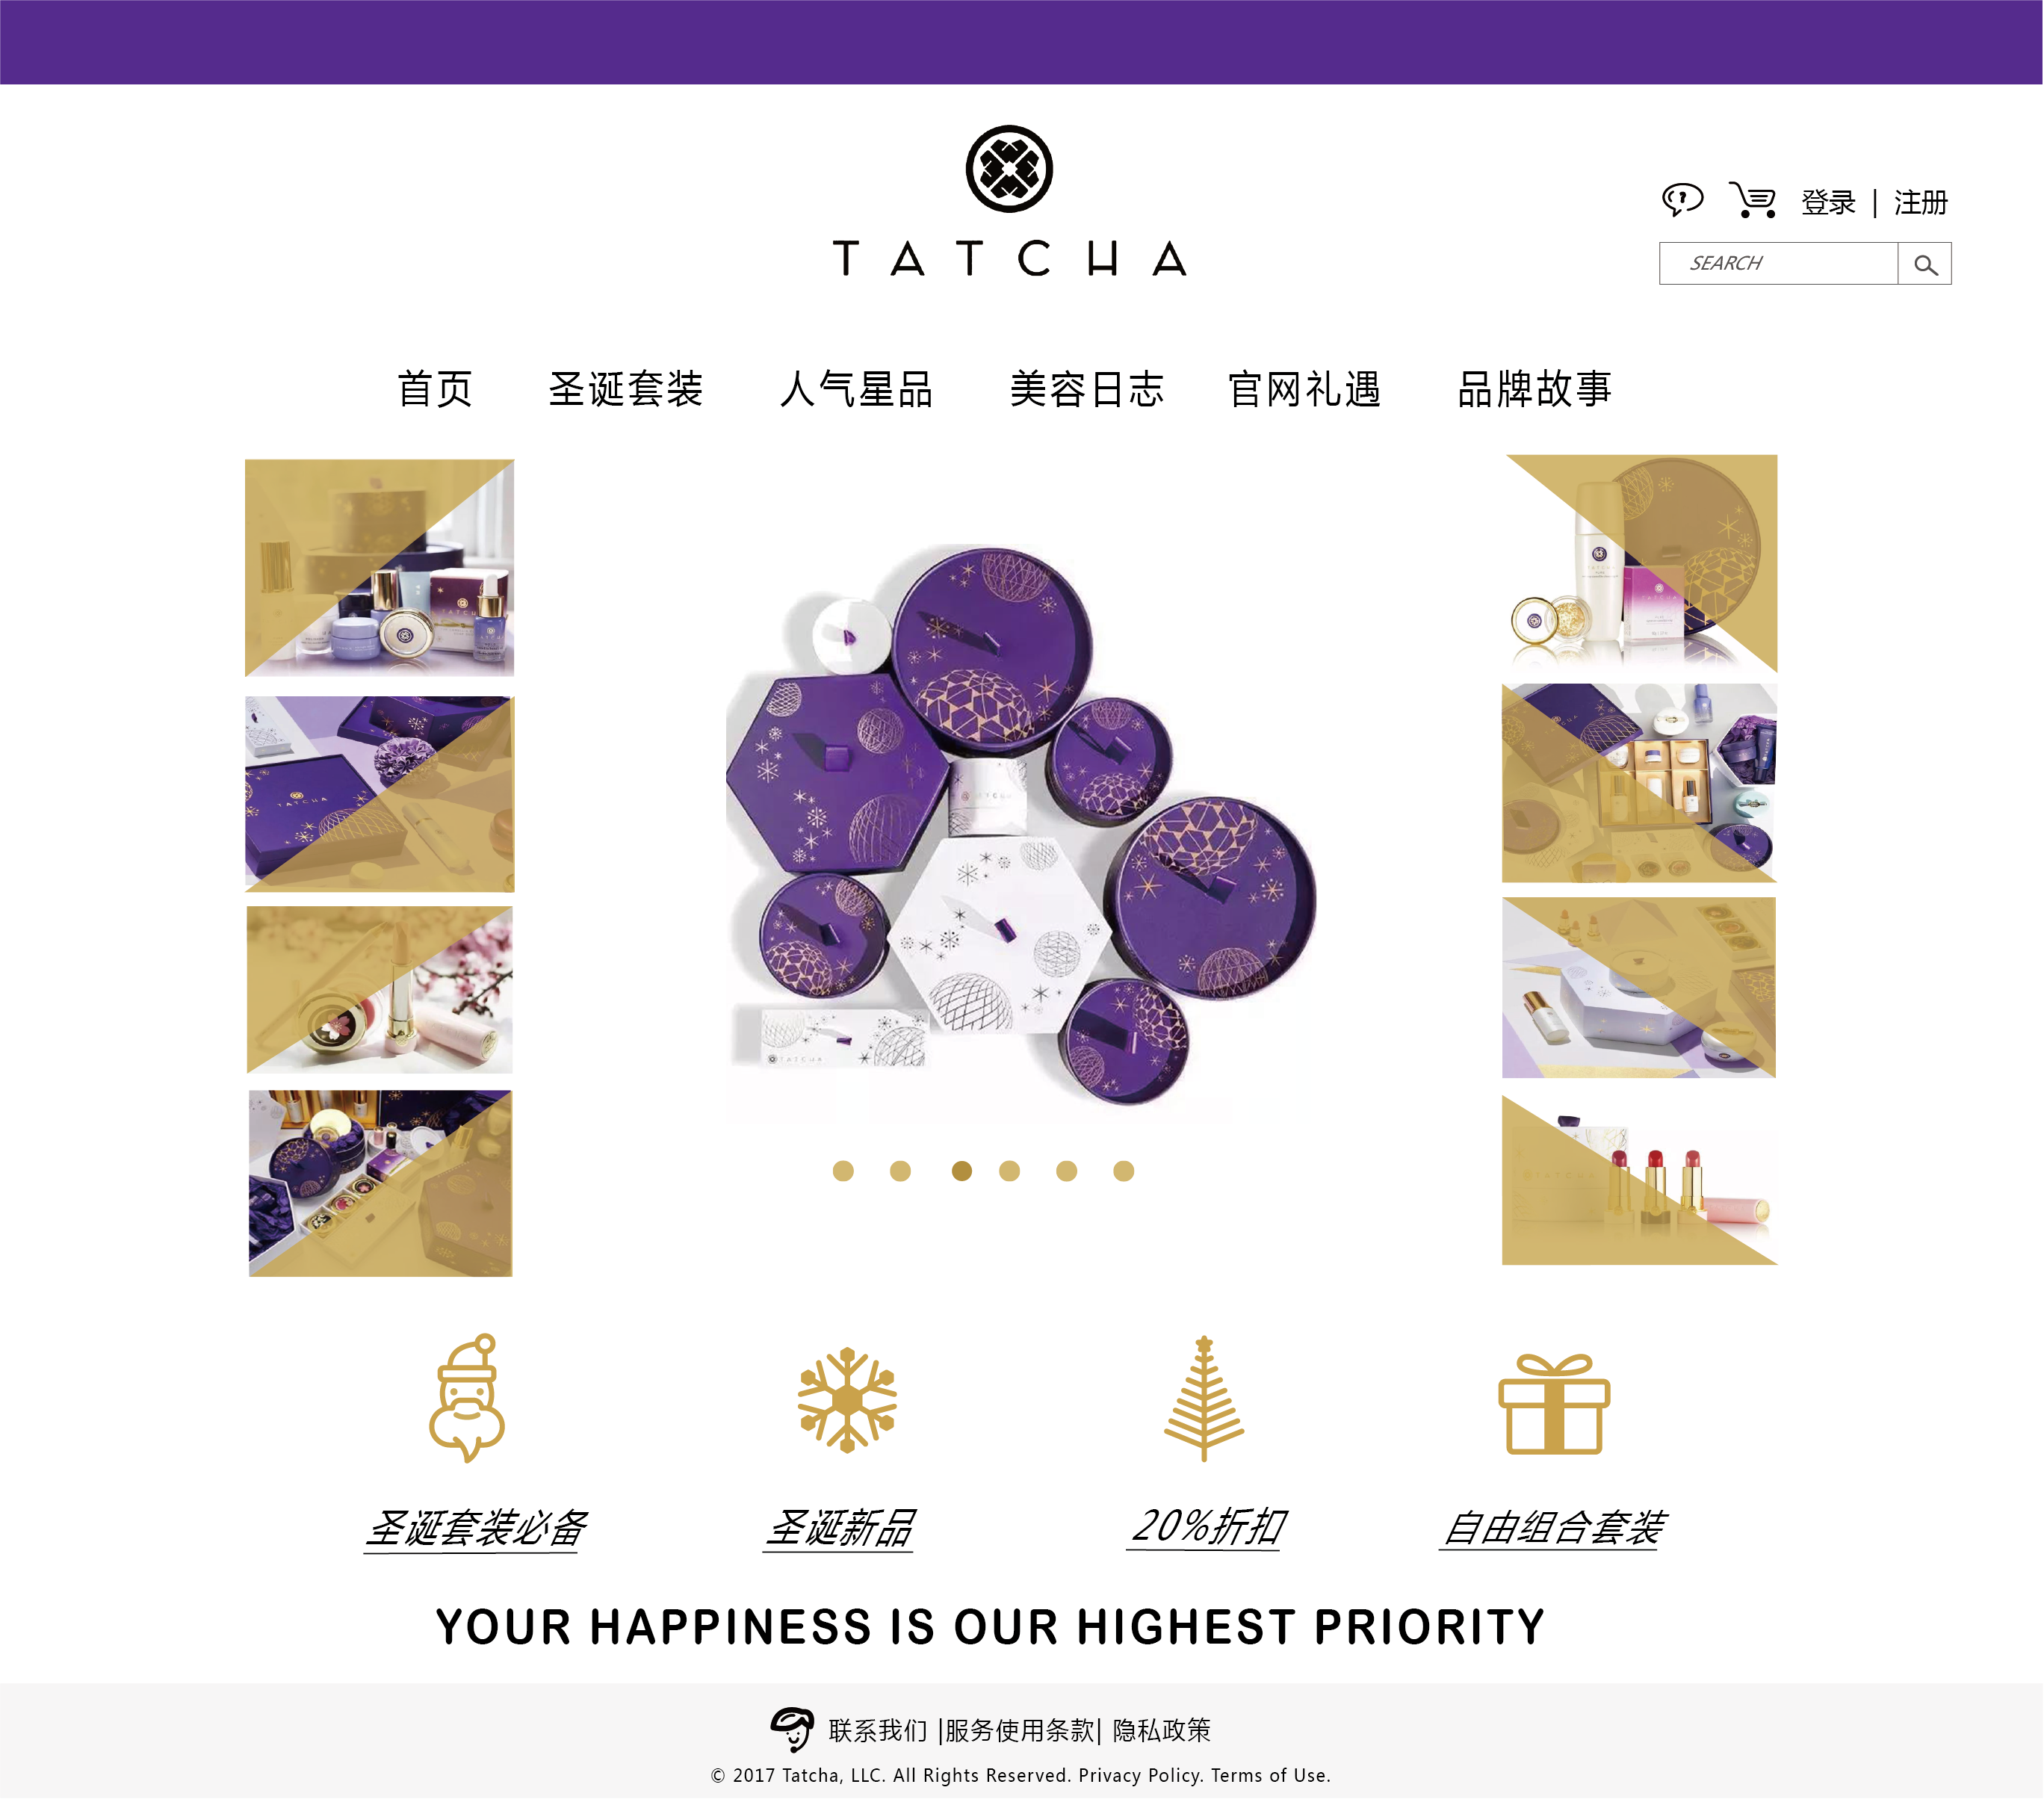 TATCHA
登录 | 注册
SEARCH
首页 圣诞套装 人气星品 美容日志 官网礼遇 品牌故事
TATCHA
TATCHA
TATCHA
圣诞套装必备 圣诞新品 20%折扣 自由组合套装
YOUR HAPPINESS IS OUR HIGHEST PRIORITY
联系我们 |服务使用条款| 隐私政策
© 2017 Tatcha, LLC. All Rights Reserved. Privacy Policy. Terms of Use.